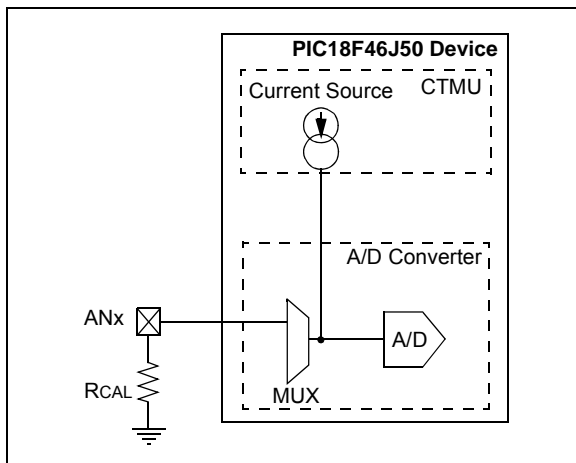 PIC18F46J50 Device
Current Source
CTMU
A/D Converter
ANx
A/D
RCAL
MUX